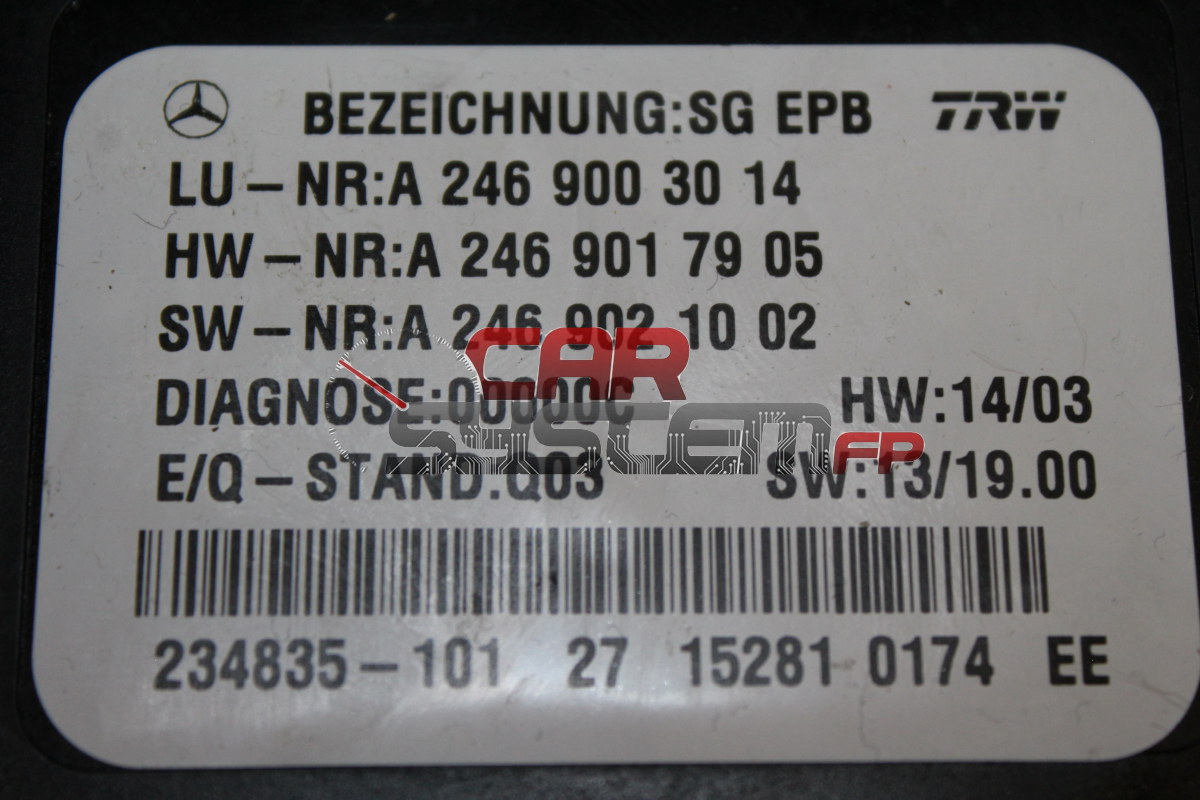 BEZEICHNUNG:SG EPB TRW
LU-NR:A 246 900 30 14
HW-NR:A 246 901 79 05
SW-NR:A 246 902 10 02
CAR
DIAGNOSE:00000C HW:14/03
SYSTEM FP
E/Q-STAND:Q03 SW:13/19.00
234835-101 27 15281 0174 EE